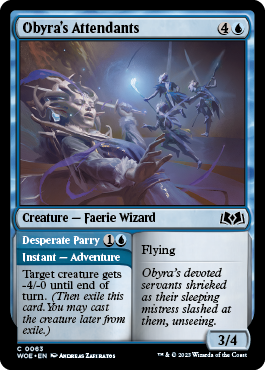 Obyra's Attendants 4
Creature — Faerie Wizard
Desperate Parry 1
Instant — Adventure
Target creature gets
-4/-0 until end of
turn. (Then exile this
card. You may cast
the creature later from
exile.)
Flying
Obyra's devoted
servants shrieked as
their sleeping
mistress slashed at
them, unseeing.
3/4
C 0063
WOE • EN Andreas Zafiratos
™ & © 2023 Wizards of the Coast